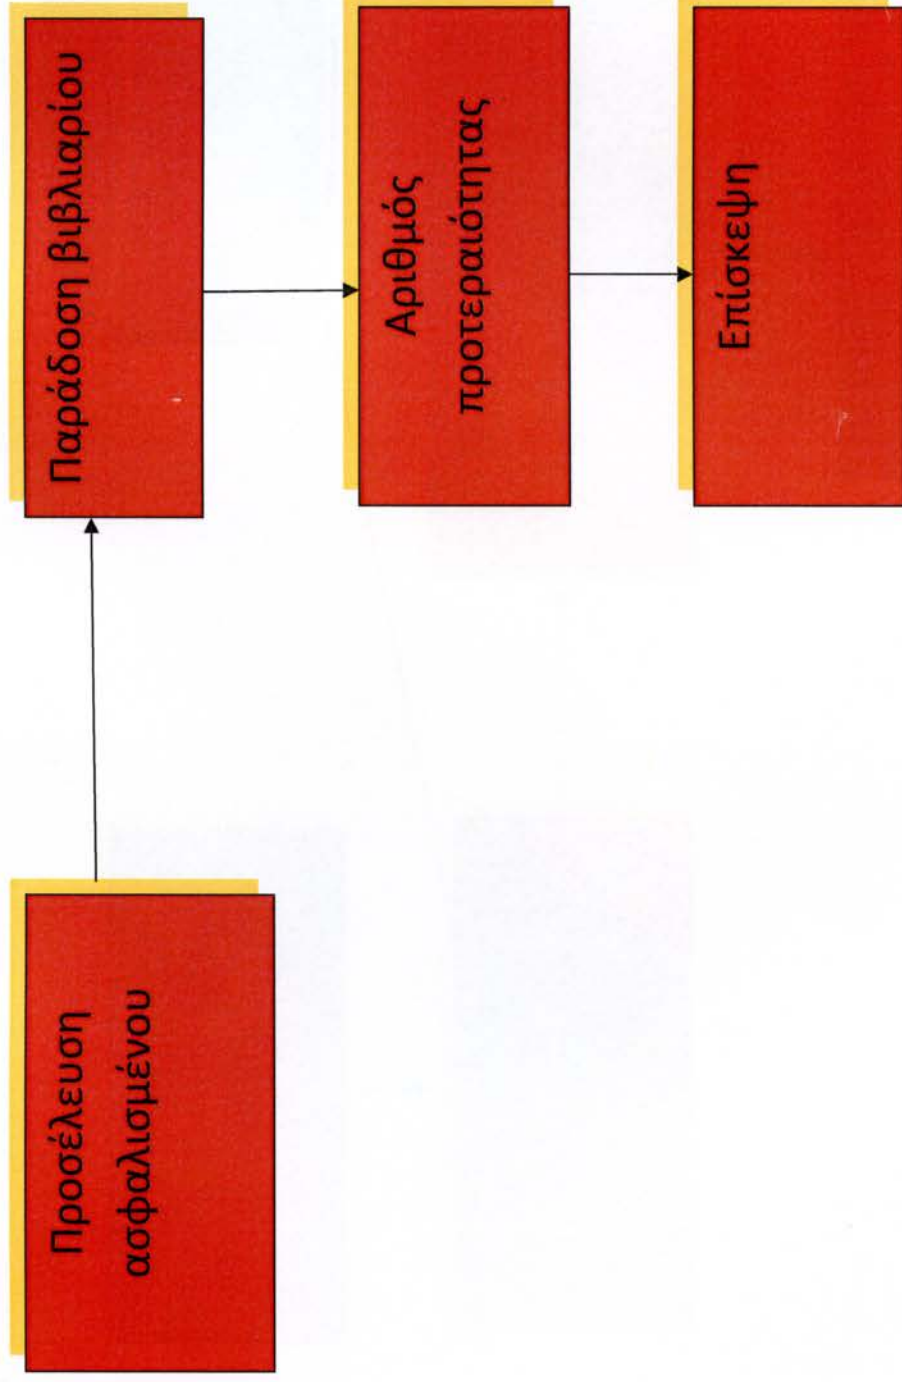 Προσέλευση
ασφαλισμένου
Παράδοση βιβλιαρίου
Αριθμός
προτεραιότητας
Επίσκεψη